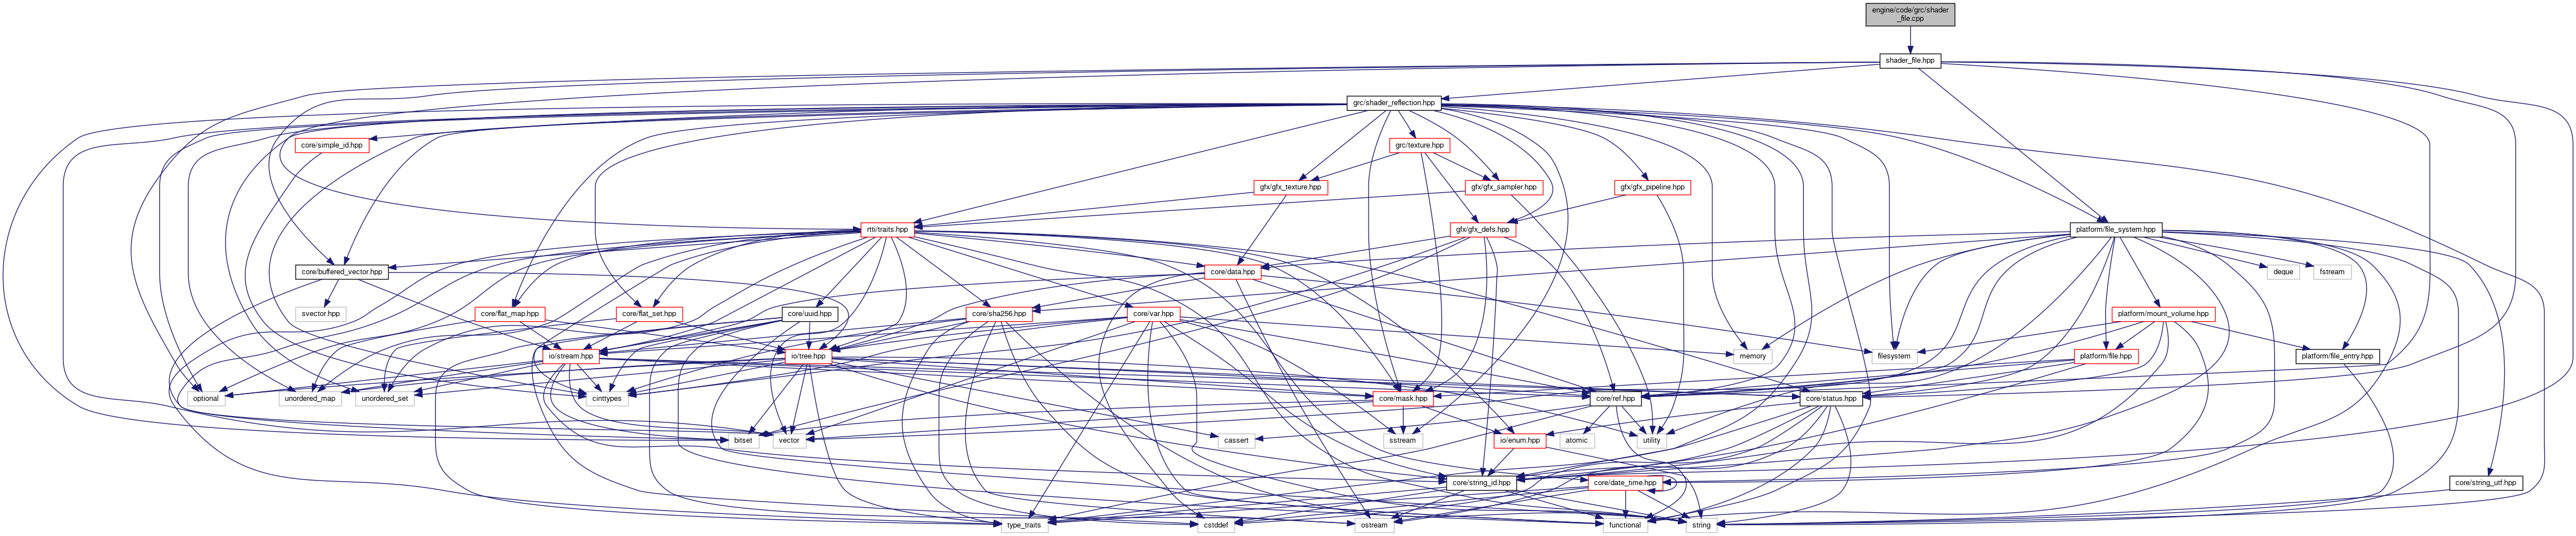 engine/code/grc/shader
_file.cpp
shader_file.hpp
grc/shader_reflection.hpp
core/simple_id.hpp
grc/texture.hpp
gfx/gfx_texture.hpp
gfx/gfx_sampler.hpp
gfx/gfx_pipeline.hpp
rtti/traits.hpp
gfx/gfx_defs.hpp
platform/file_system.hpp
core/buffered_vector.hpp
core/data.hpp
deque
fstream
svector.hpp
core/flat_map.hpp
core/flat_set.hpp
core/uuid.hpp
core/sha256.hpp
core/var.hpp
platform/mount_volume.hpp
io/stream.hpp
io/tree.hpp
memory
filesystem
platform/file.hpp
platform/file_entry.hpp
optional
unordered_map
unordered_set
cinttypes
core/mask.hpp
core/ref.hpp
core/status.hpp
bitset
vector
cassert
sstream
io/enum.hpp
atomic
utility
core/string_id.hpp
core/date_time.hpp
core/string_utf.hpp
type_traits
cstddef
ostream
functional
string